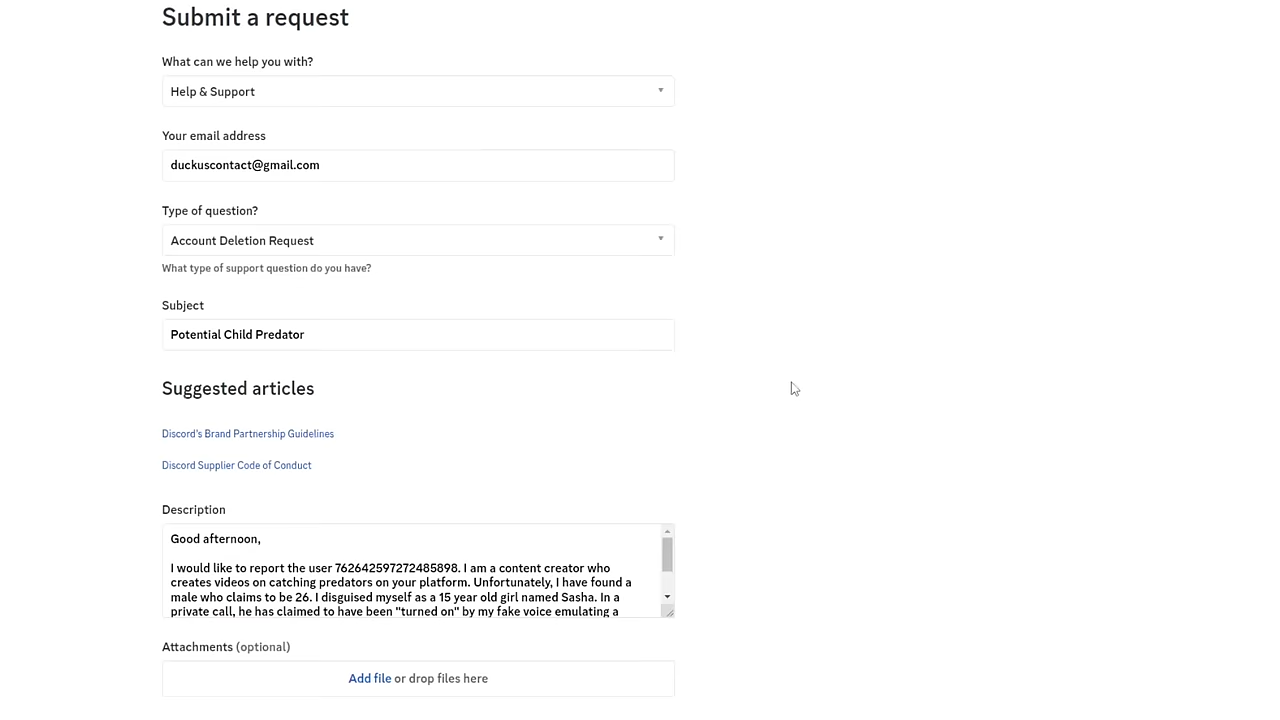 Submit a request
What can we help you with?
Help & Support
Your email address
duckuscontact@gmail.com
Type of question?
Account Deletion Request
What type of support question do you have?
Subject
Potential Child Predator
Suggested articles
Discord's Brand Partnership Guidelines
Discord Supplier Code of Conduct
Description
Good afternoon,
I would like to report the user 762642597272485898. I am a content creator who
creates videos on catching predators on your platform. Unfortunately, I have found a
male who claims to be 26. I disguised myself as a 15 year old girl named Sasha. In a
private call, he has claimed to have been "turned on" by my fake voice emulating a
Attachments (optional)
Add file or drop files here